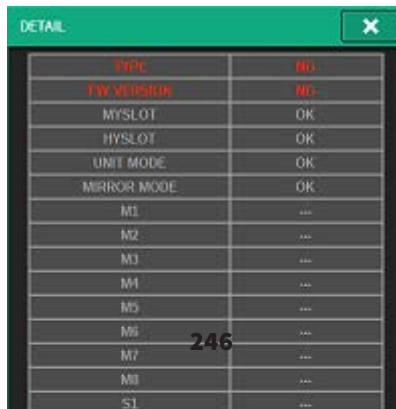 DETAIL
TYPE NG
FW VERSION NG
MYSLOT OK
HYSLOT OK
UNIT MODE OK
MIRROR MODE OK
M1 ---
M2 ---
M3 ---
M4 ---
M5 ---
M6 ---
246
M7 ---
M8 ---
S1 ---